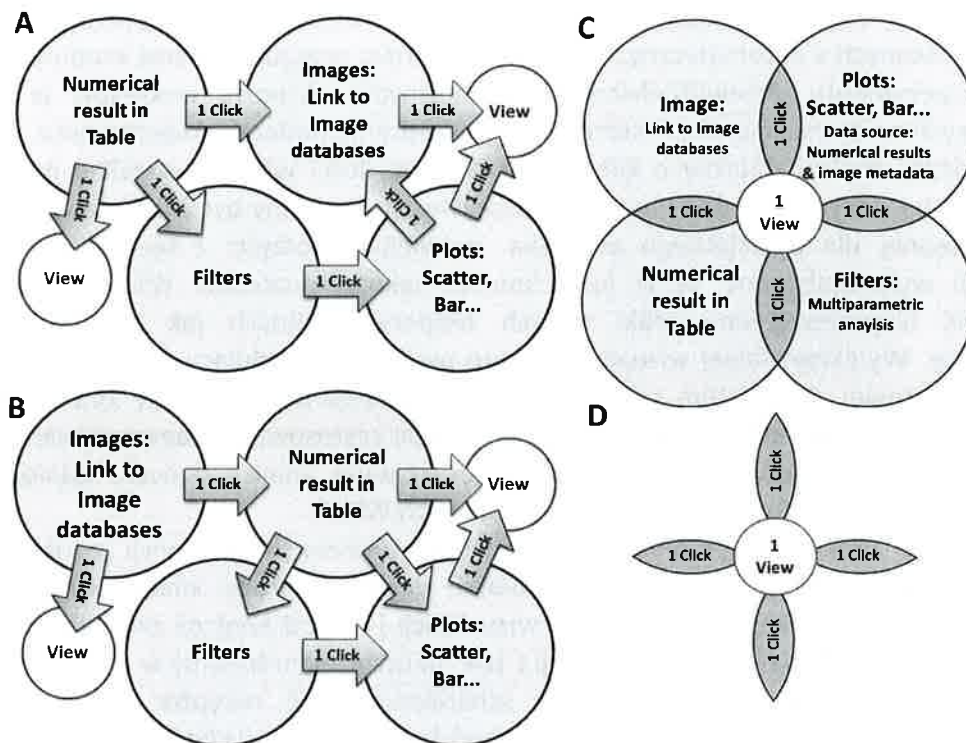 A
Numerical
result in
Table
1 Click
Images:
Link to
Image
databases
View
1 Click
1 Click
1 Click
1 Click
View
Filters
1 Click
Plots:
Scatter,
Bar...
B
Images:
Link to
Image
databases
1 Click
Numerical
result in
Table
1 Click
View
1 Click
1 Click
1 Click
1 Click
View
Filters
1 Click
Plots:
Scatter,
Bar...
C
Image:
Link to Image
databases
1 Click
Plots:
Scatter, Bar...
Data source:
Numerical results
& image metadata
1 Click
1
View
1 Click
Numerical
result in
Table
1 Click
Filters:
Multiparametric
anayisis
D
1 Click
1 Click
1
View
1 Click
1 Click